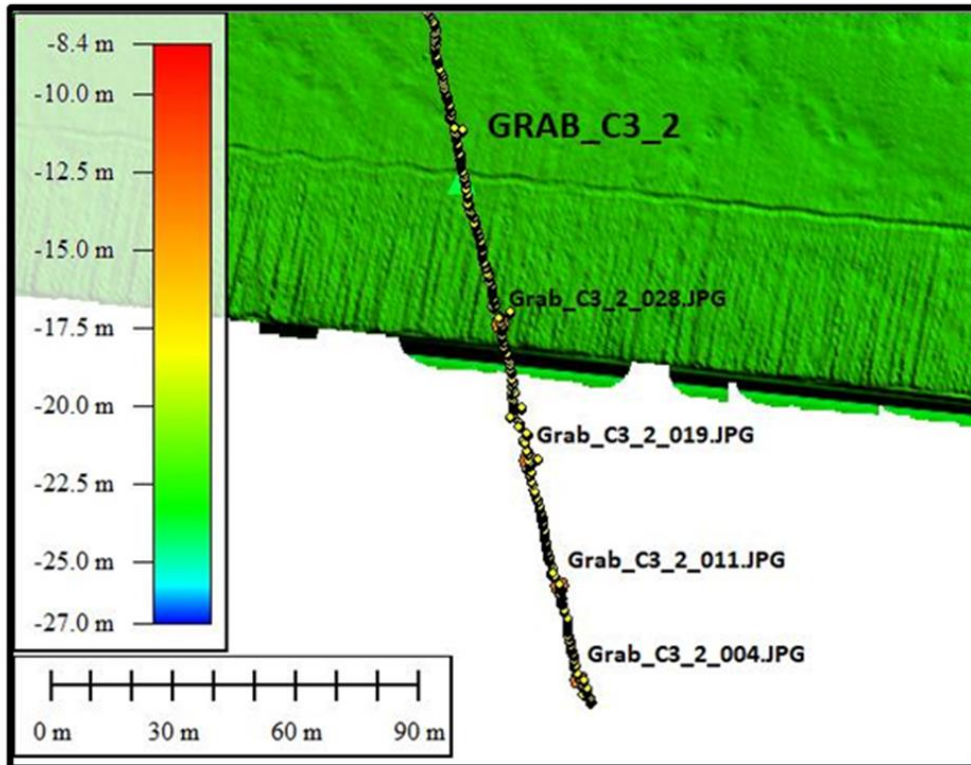 -8.4 m
-10.0 m
-12.5 m
-15.0 m
-17.5 m
-20.0 m
-22.5 m
-25.0 m
-27.0 m
GRAB_C3_2
Grab_C3_2_028.JPG
Grab_C3_2_019.JPG
Grab_C3_2_011.JPG
Grab_C3_2_004.JPG
0 m 30 m 60 m 90 m